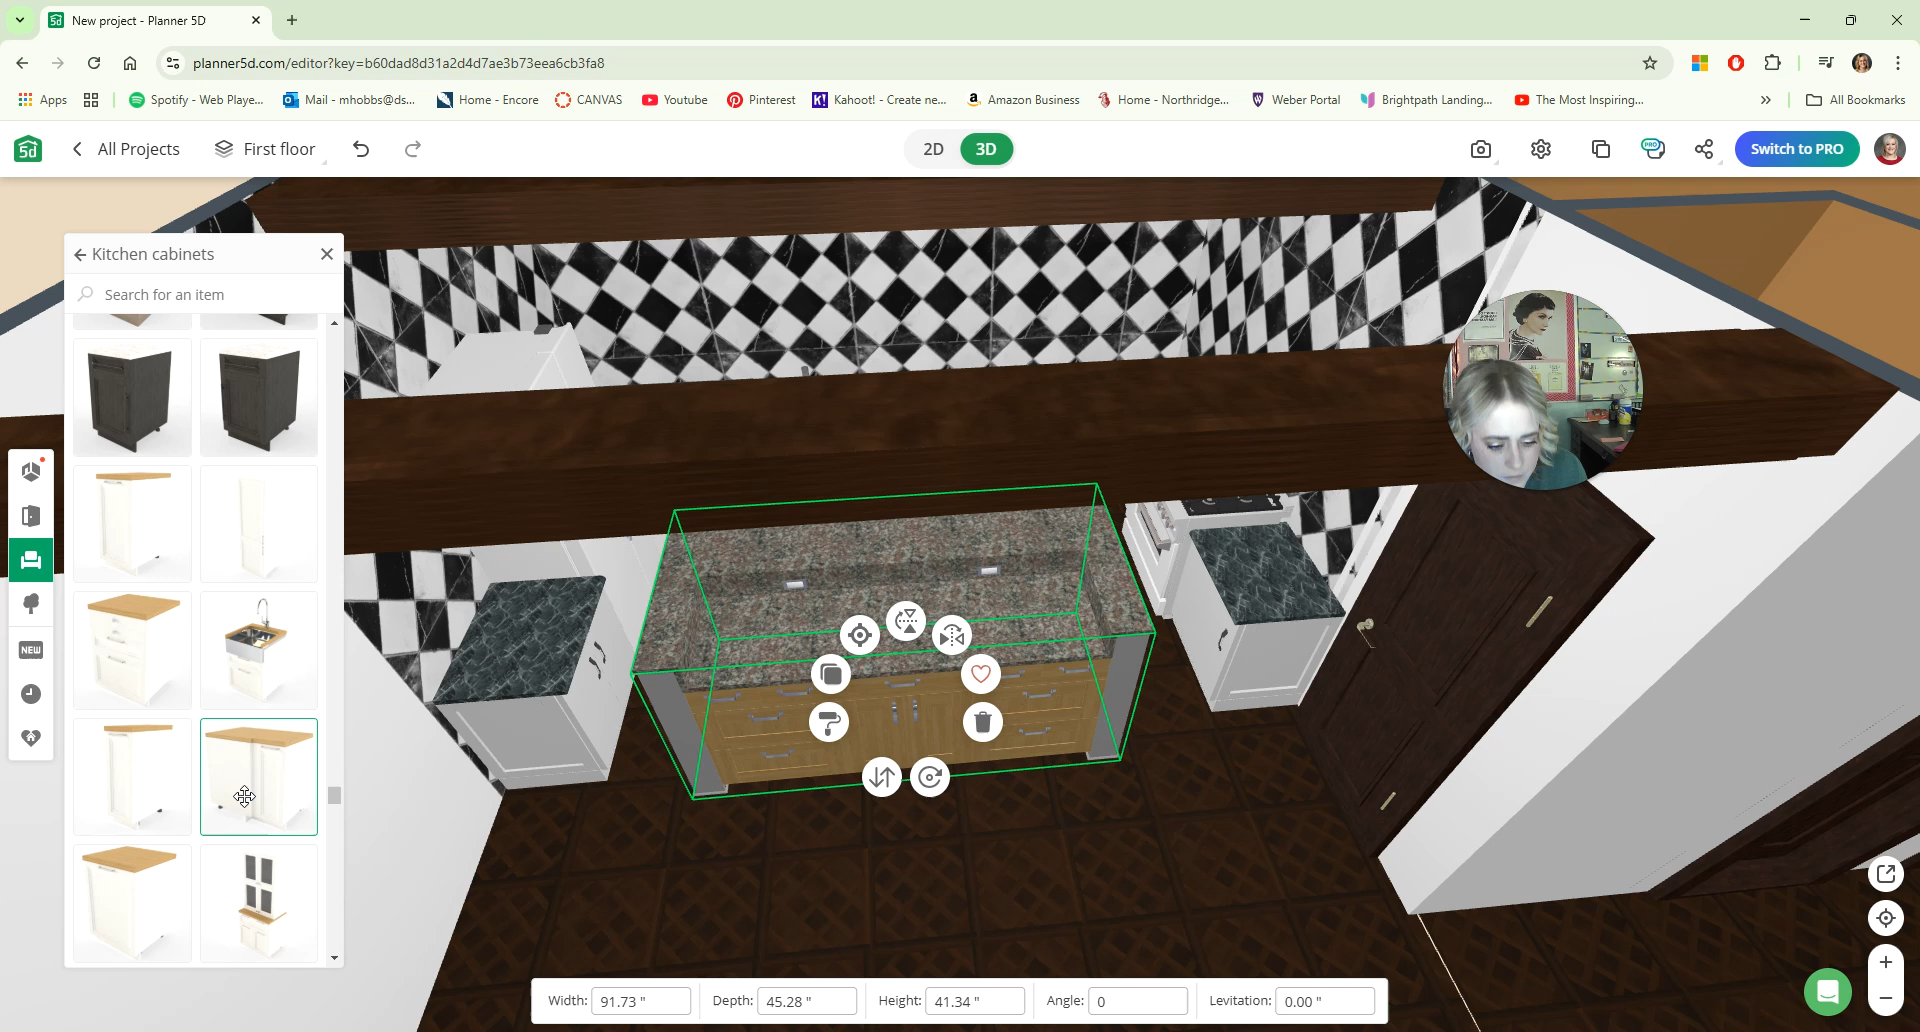 New project - Planner 5D
planner5d.com/editor?key=b60dad8d31a2d4d7ae3b73eea6cb3fa8
Apps
Spotify - Web Playe...
Mail - mhobbs@ds...
Home - Encore
CANVAS
Youtube
Pinterest
Kahoot! - Create ne...
Amazon Business
Home - Northridge...
Weber Portal
Brightpath Landing...
The Most Inspiring...
All Bookmarks
5d
All Projects
First floor
2D
3D
PRO
Switch to PRO
Kitchen cabinets
Search for an item
NEW
Width: 91.73 "
Depth: 45.28 "
Height: 41.34 "
Angle: 0
Levitation: 0.00 "